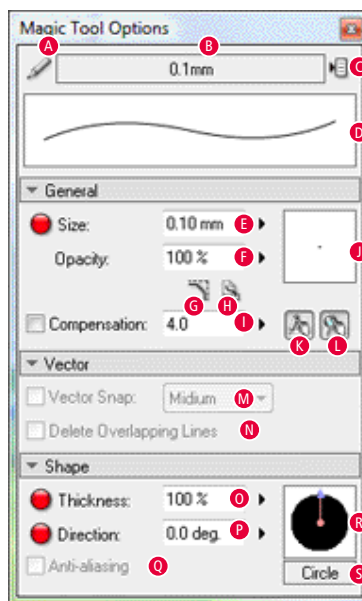 Magic Tool Options
A B
0.1mm C
D
General
Size: 0.10 mm E
Opacity: 100 % F J
G H
Compensation: 4.0 I K L
Vector
Vector Snap: Midium M
Delete Overlapping Lines N
Shape
Thickness: 100 % O
Direction: 0.0 deg. P R
Anti-aliasing Q
Circle S